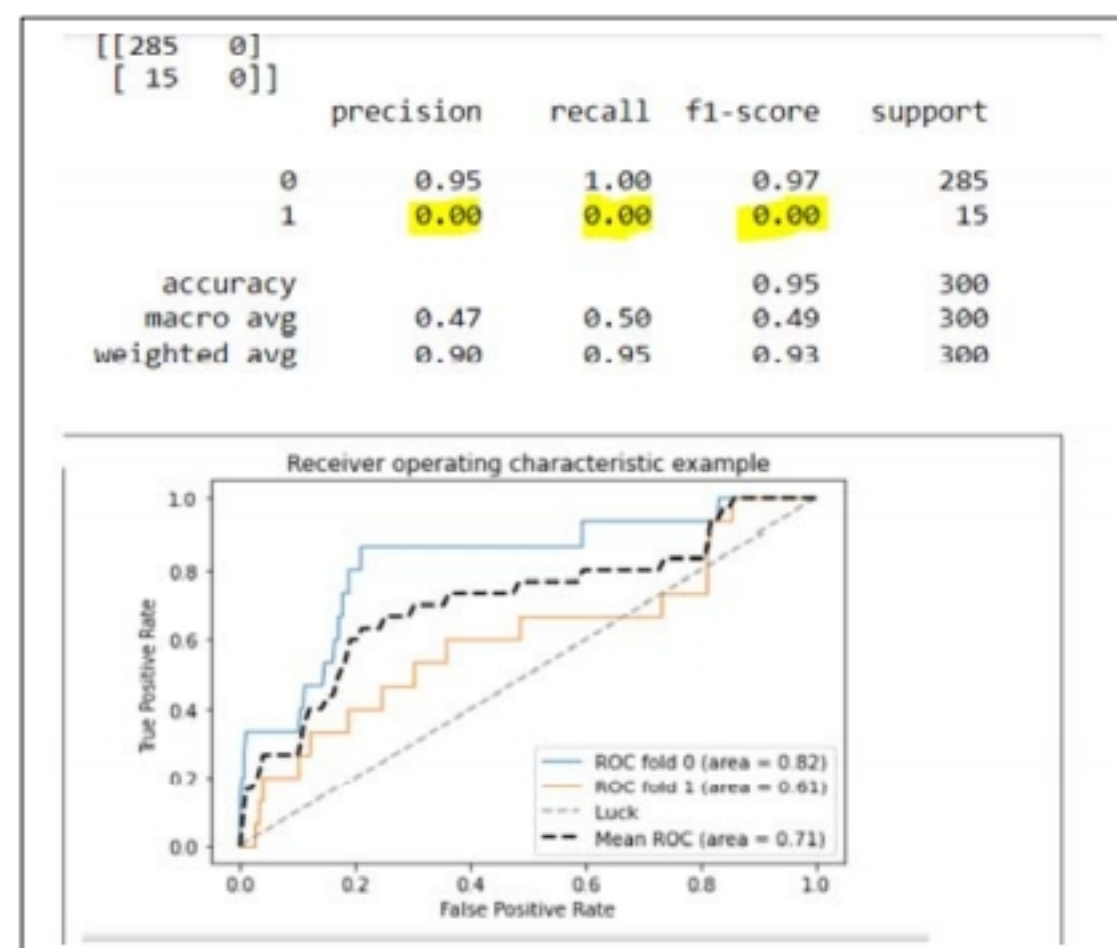 [[285 0]
[ 15 0]]
precision recall f1-score support
0 0.95 1.00 0.97 285
1 0.00 0.00 0.00 15
accuracy 0.95 300
macro avg 0.47 0.50 0.49 300
weighted avg 0.90 0.95 0.93 300
Receiver operating characteristic example
True Positive Rate
1.0
0.8
0.6
0.4
0.2
0.0
ROC fold 0 (area = 0.82)
ROC fold 1 (area = 0.61)
Luck
Mean ROC (area = 0.71)
0.0 0.2 0.4 0.6 0.8 1.0
False Positive Rate